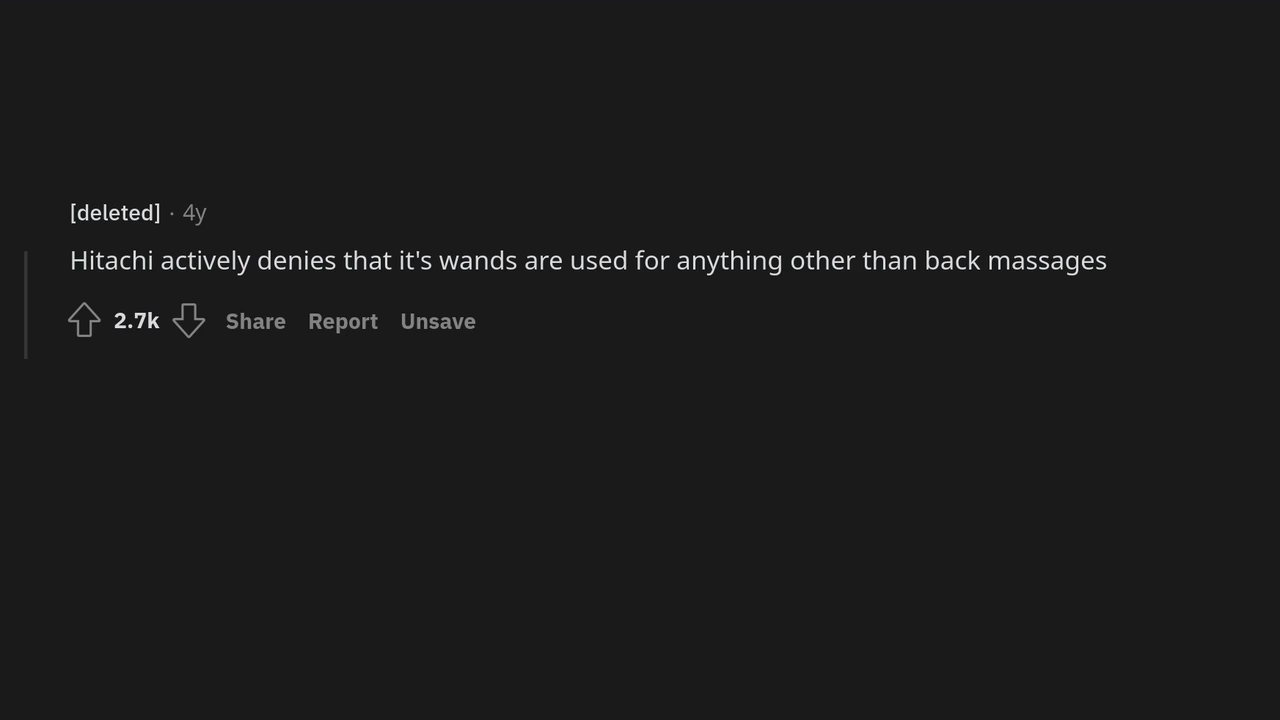 [deleted] · 4y
Hitachi actively denies that it's wands are used for anything other than back massages
2.7k Share Report Unsave